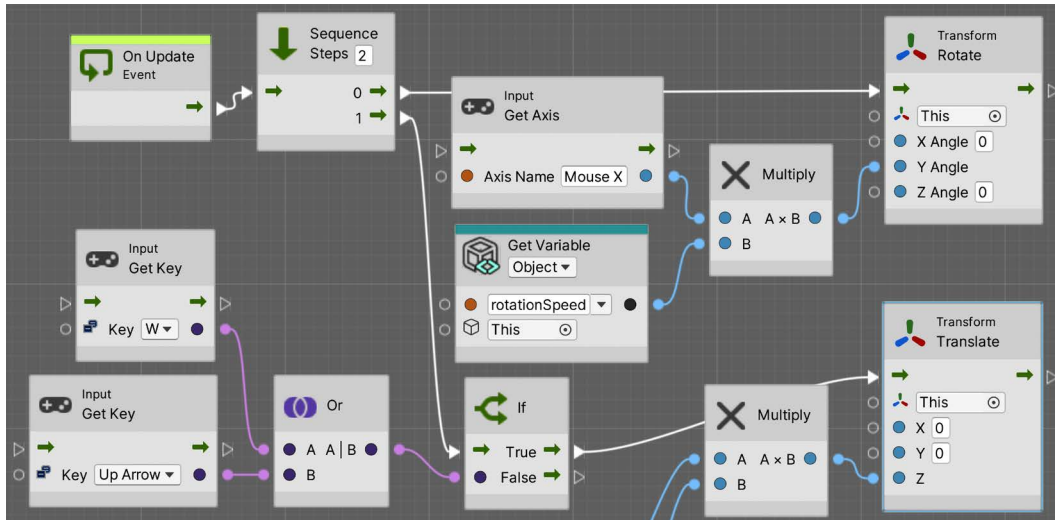 On Update
Event
Sequence
Steps 2
0
1
Input
Get Axis
Axis Name Mouse X
Transform
Rotate
This
X Angle 0
Y Angle
Z Angle 0
Multiply
A A × B
B
Get Variable
Object
rotationSpeed
This
Input
Get Key
Key W
Input
Get Key
Key Up Arrow
Or
A A | B
B
If
True
False
Multiply
A A × B
B
Transform
Translate
This
X 0
Y 0
Z